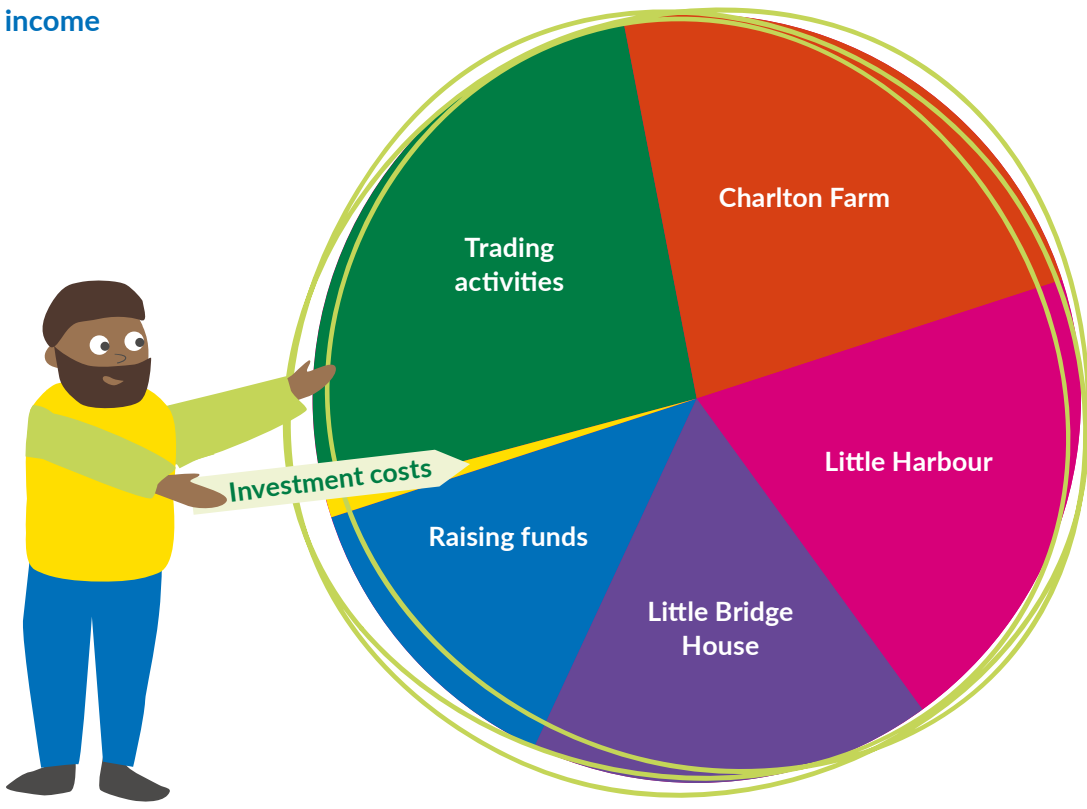 income
Charlton Farm
Trading
activities
Little Harbour
Investment costs
Raising funds
Little Bridge
House